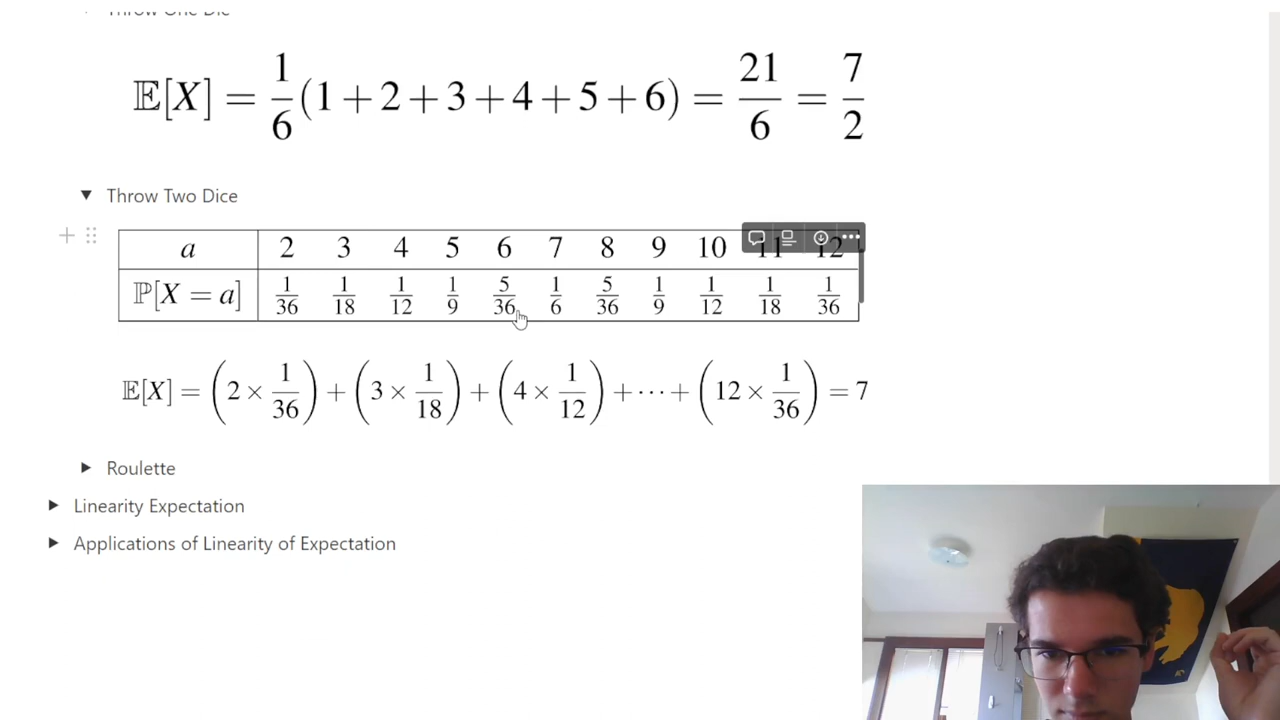 𝔼[X] = 1/6 (1 + 2 + 3 + 4 + 5 + 6) = 21/6 = 7/2
Throw Two Dice
a 2 3 4 5 6 7 8 9 10 11 12
ℙ[X = a] 1/36 1/18 1/12 1/9 5/36 1/6 5/36 1/9 1/12 1/18 1/36
𝔼[X] = (2 × 1/36) + (3 × 1/18) + (4 × 1/12) + ⋯ + (12 × 1/36) = 7
Roulette
Linearity Expectation
Applications of Linearity of Expectation